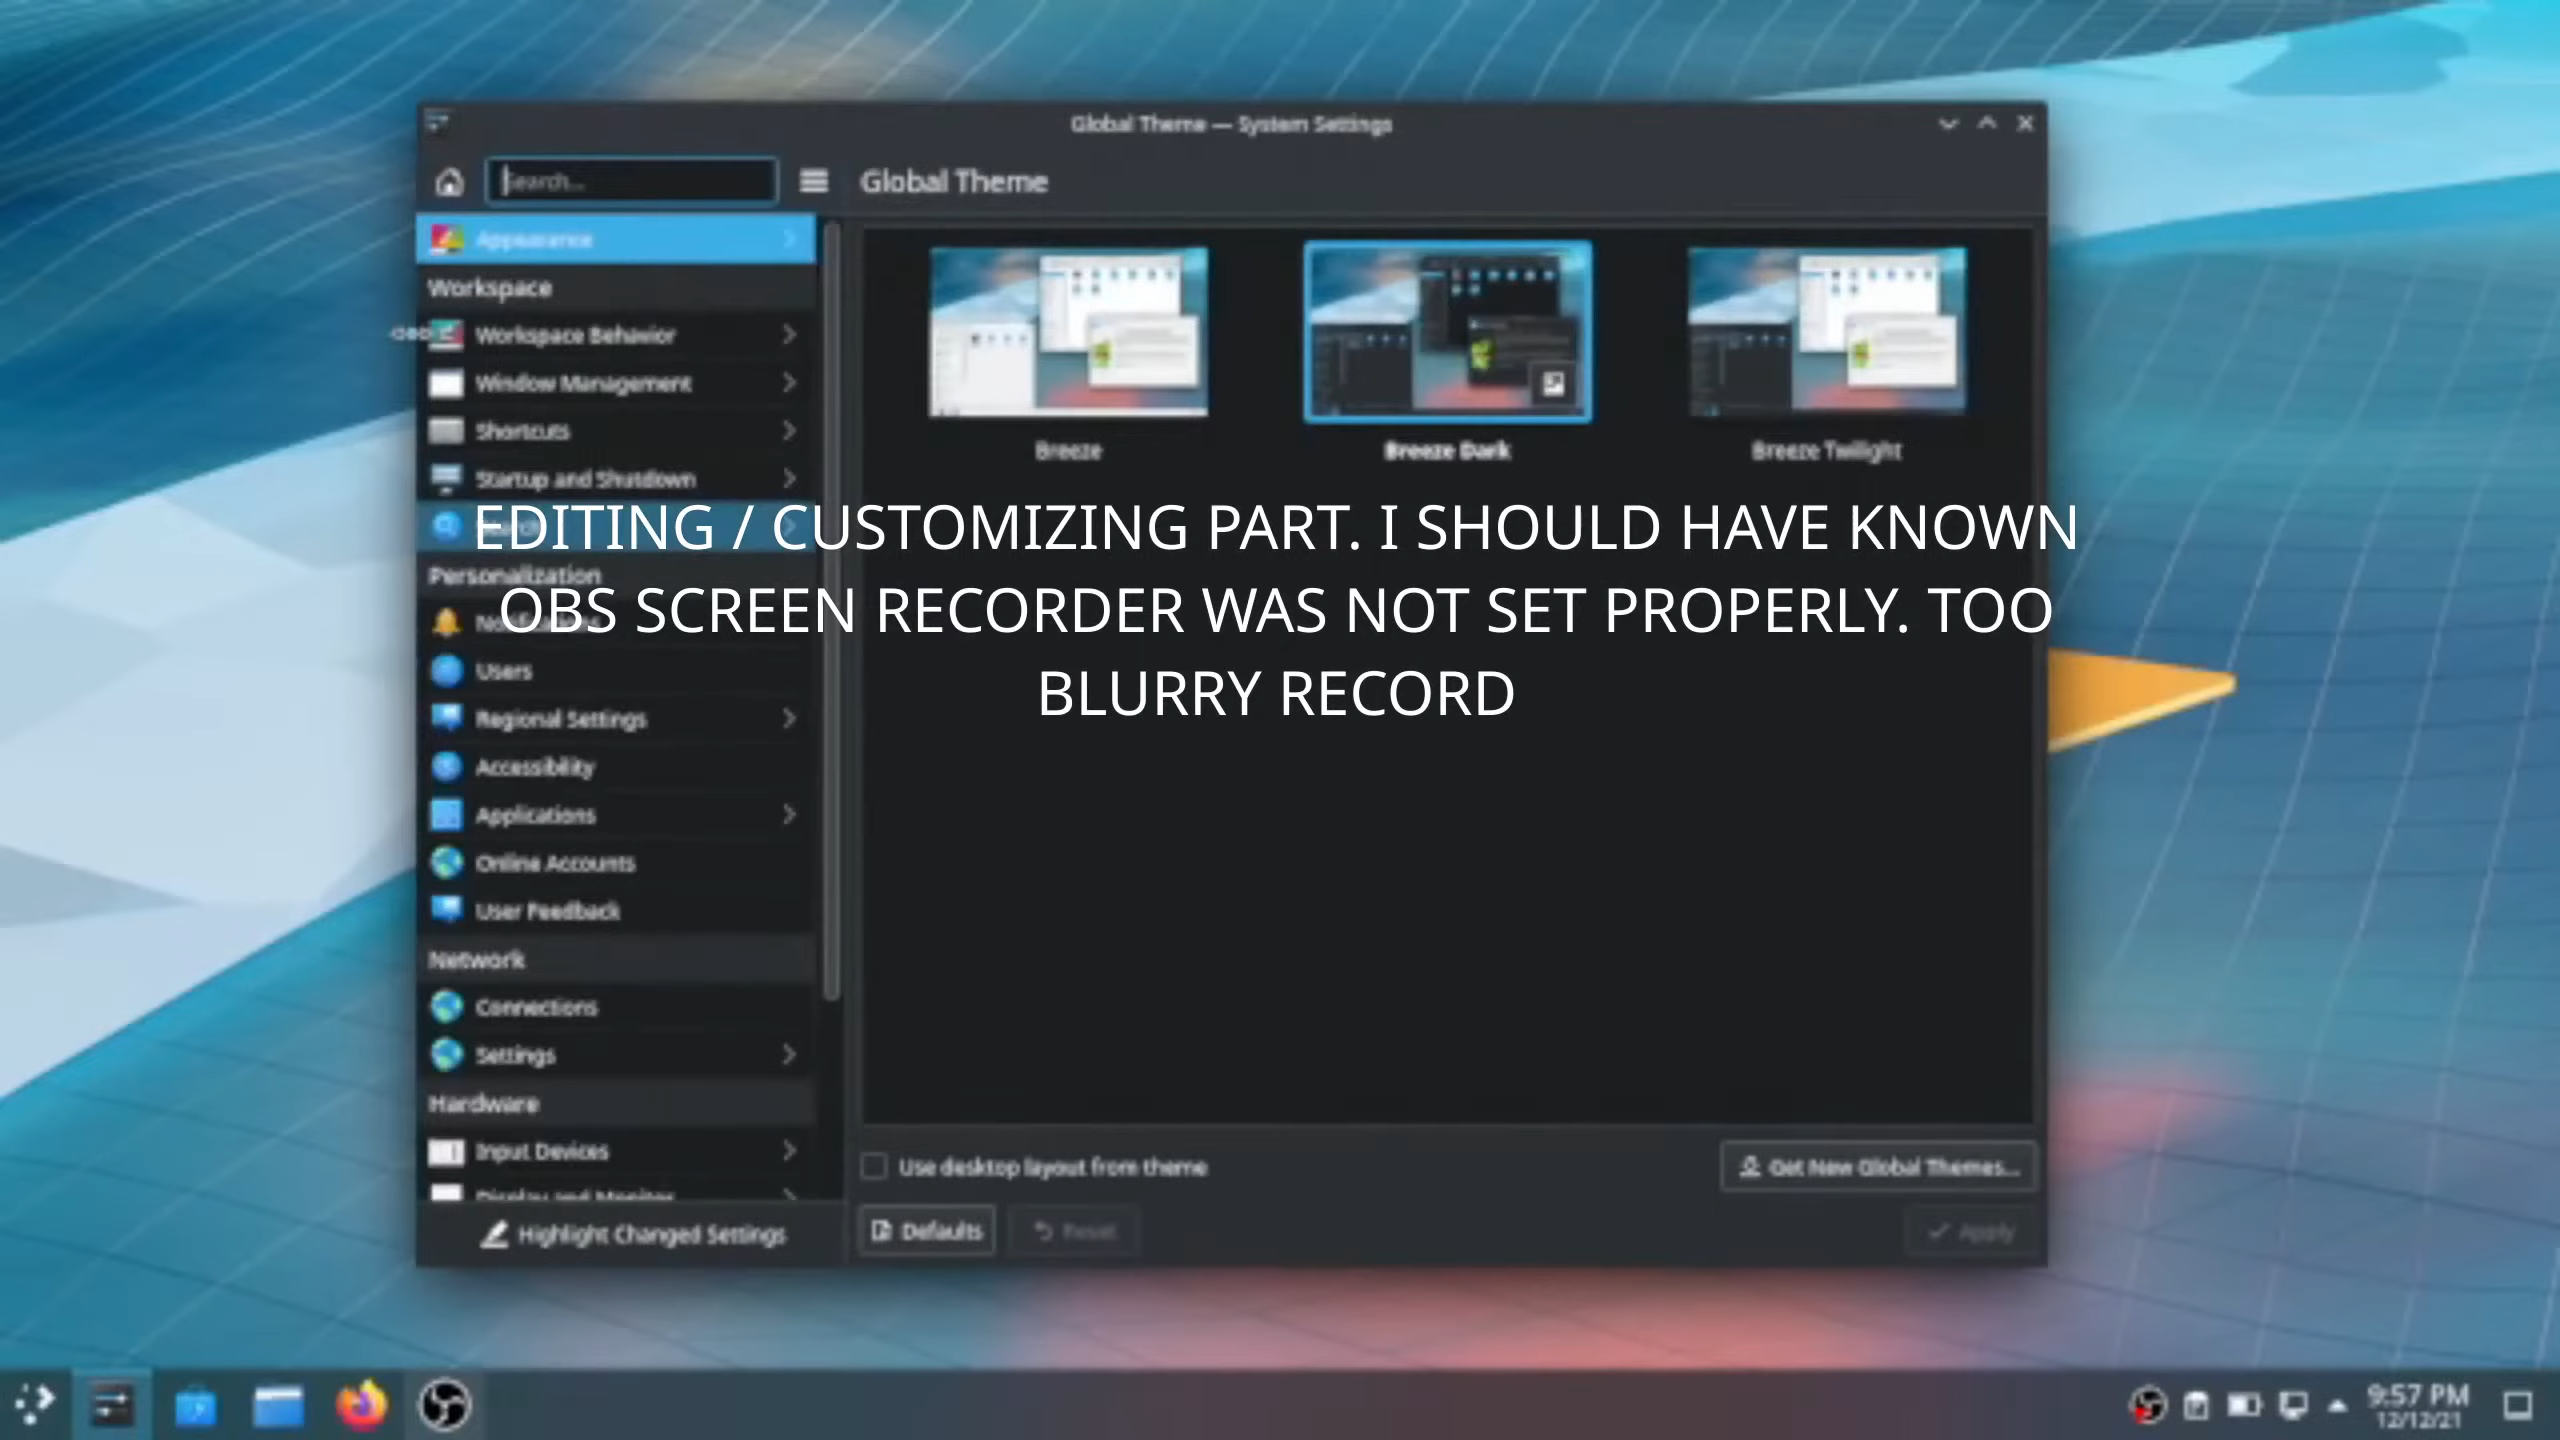 Global Theme — System Settings
Search...
Global Theme
Appearance
Workspace
Workspace Behavior
Window Management
Shortcuts
Startup and Shutdown
Personalization
Users
Regional Settings
Accessibility
Applications
Online Accounts
User Feedback
Network
Connections
Settings
Hardware
Input Devices
Display and Monitor
Highlight Changed Settings
Breeze
Breeze Dark
Breeze Twilight
EDITING / CUSTOMIZING PART. I SHOULD HAVE KNOWN
OBS SCREEN RECORDER WAS NOT SET PROPERLY. TOO
BLURRY RECORD
Use desktop layout from theme
Get New Global Themes...
Defaults
Reset
Apply
9:57 PM
12/12/21